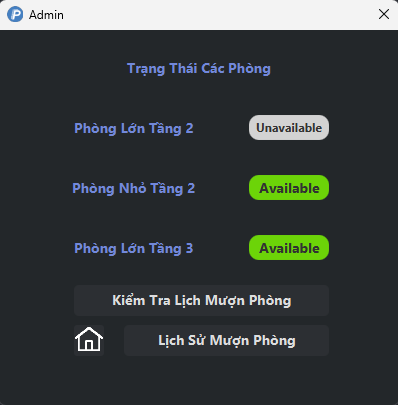 Admin
Trạng Thái Các Phòng
Phòng Lớn Tầng 2
Unavailable
Phòng Nhỏ Tầng 2
Available
Phòng Lớn Tầng 3
Available
Kiểm Tra Lịch Mượn Phòng
Lịch Sử Mượn Phòng